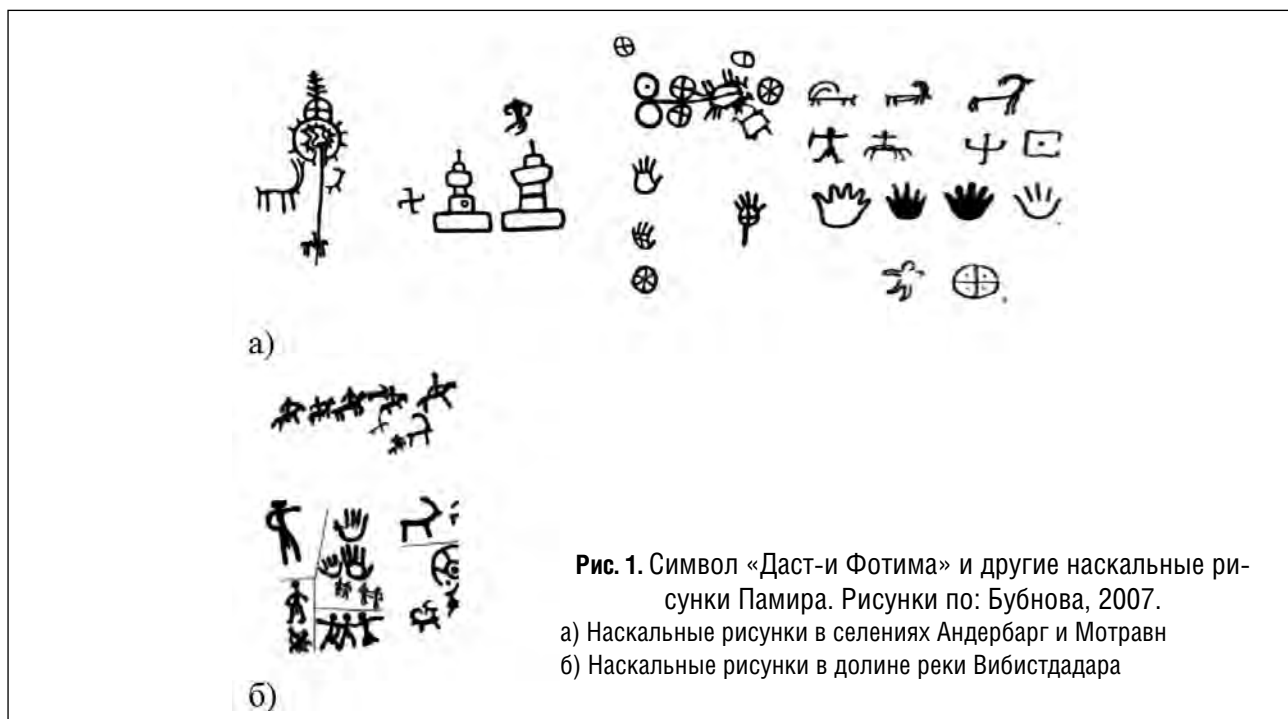 а)
б)
Рис. 1. Символ «Даст-и Фотима» и другие наскальные ри-
сунки Памира. Рисунки по: Бубнова, 2007.
а) Наскальные рисунки в селениях Андербарг и Мотравн
б) Наскальные рисунки в долине реки Вибистдадара